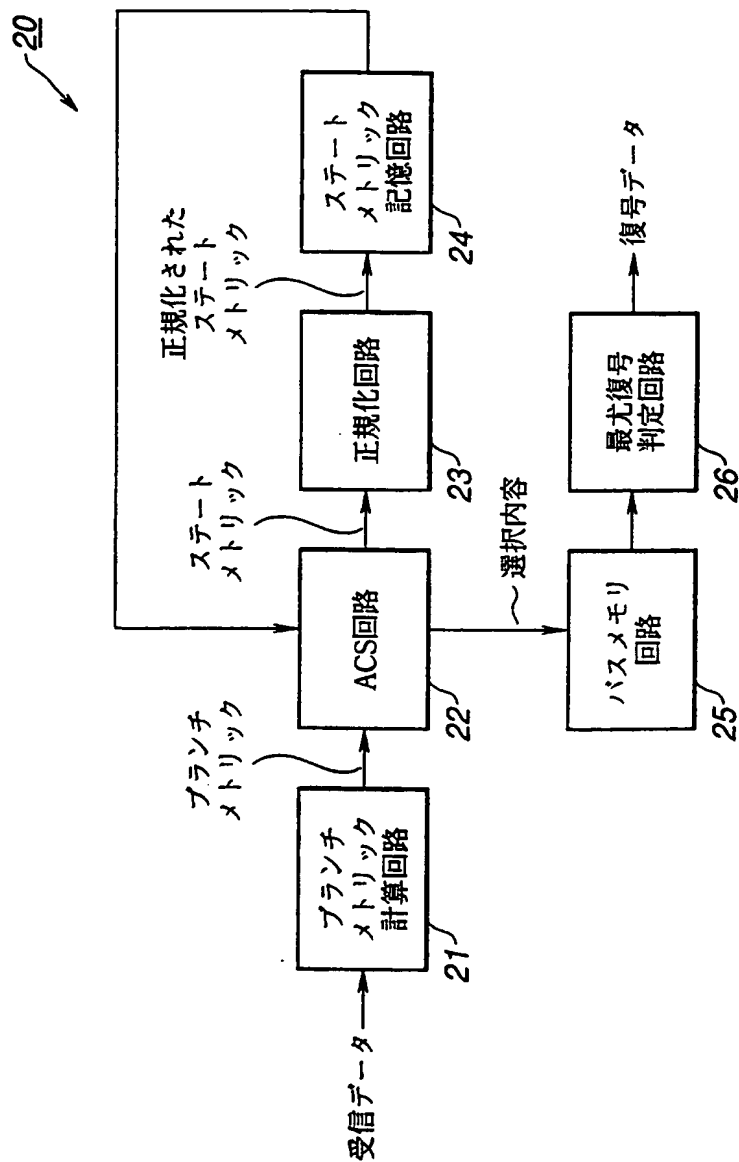 20
受信データ
ブランチ
メトリック
計算回路
21
ブランチ
メトリック
ACS回路
22
ステート
メトリック
正規化回路
23
正規化された
ステート
メトリック
ステート
メトリック
記憶回路
24
選択内容
パスメモリ
回路
25
最尤復号
判定回路
26
復号データ